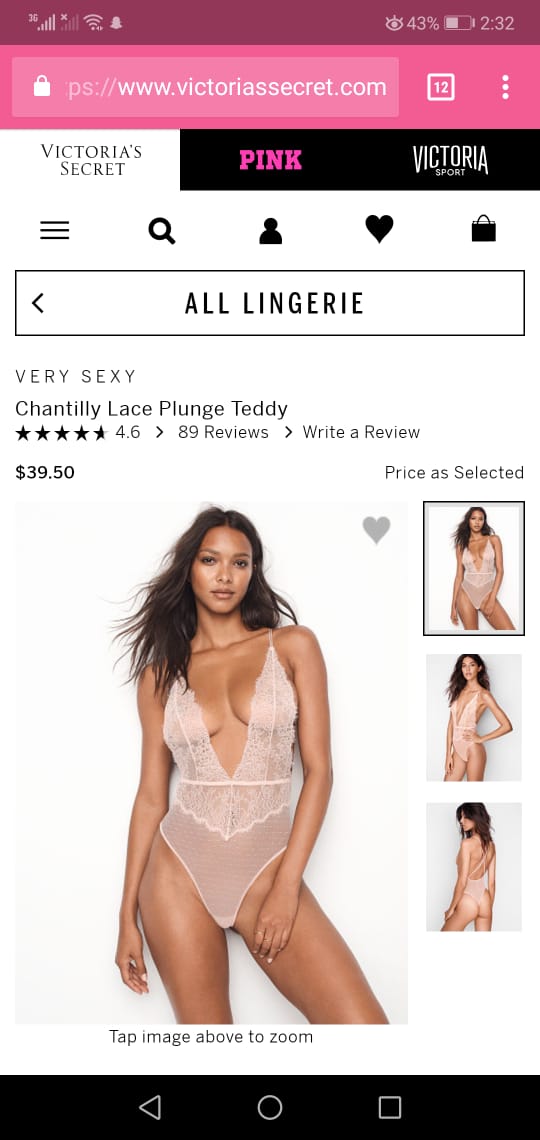 3G 43% 2:32
ps://www.victoriassecret.com 12
VICTORIA'S
SECRET
PINK
VICTORIA
SPORT
ALL LINGERIE
VERY SEXY
Chantilly Lace Plunge Teddy
4.6 > 89 Reviews > Write a Review
$39.50 Price as Selected
Tap image above to zoom